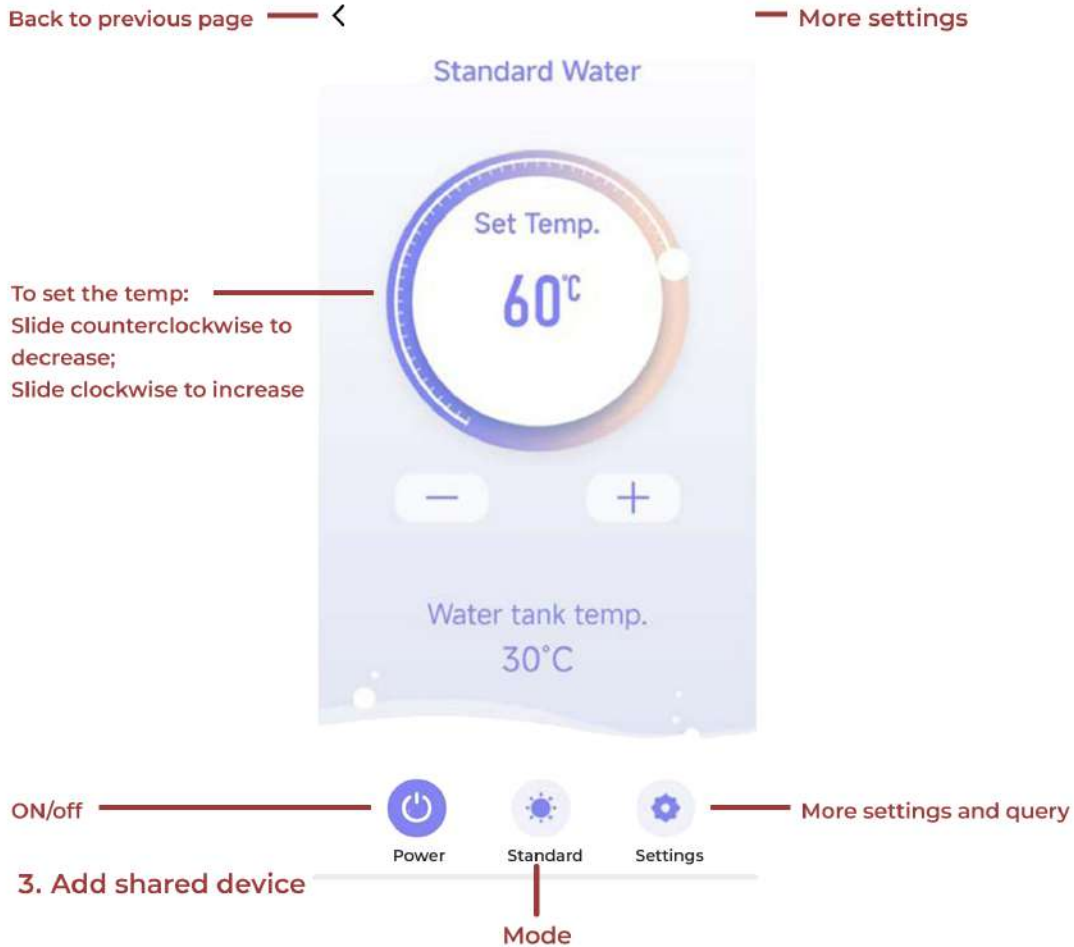 Back to previous page
More settings
Standard Water
Set Temp.
60°C
To set the temp:
Slide counterclockwise to
decrease;
Slide clockwise to increase
Water tank temp.
30°C
ON/off
More settings and query
Power
Standard
Settings
3. Add shared device
Mode